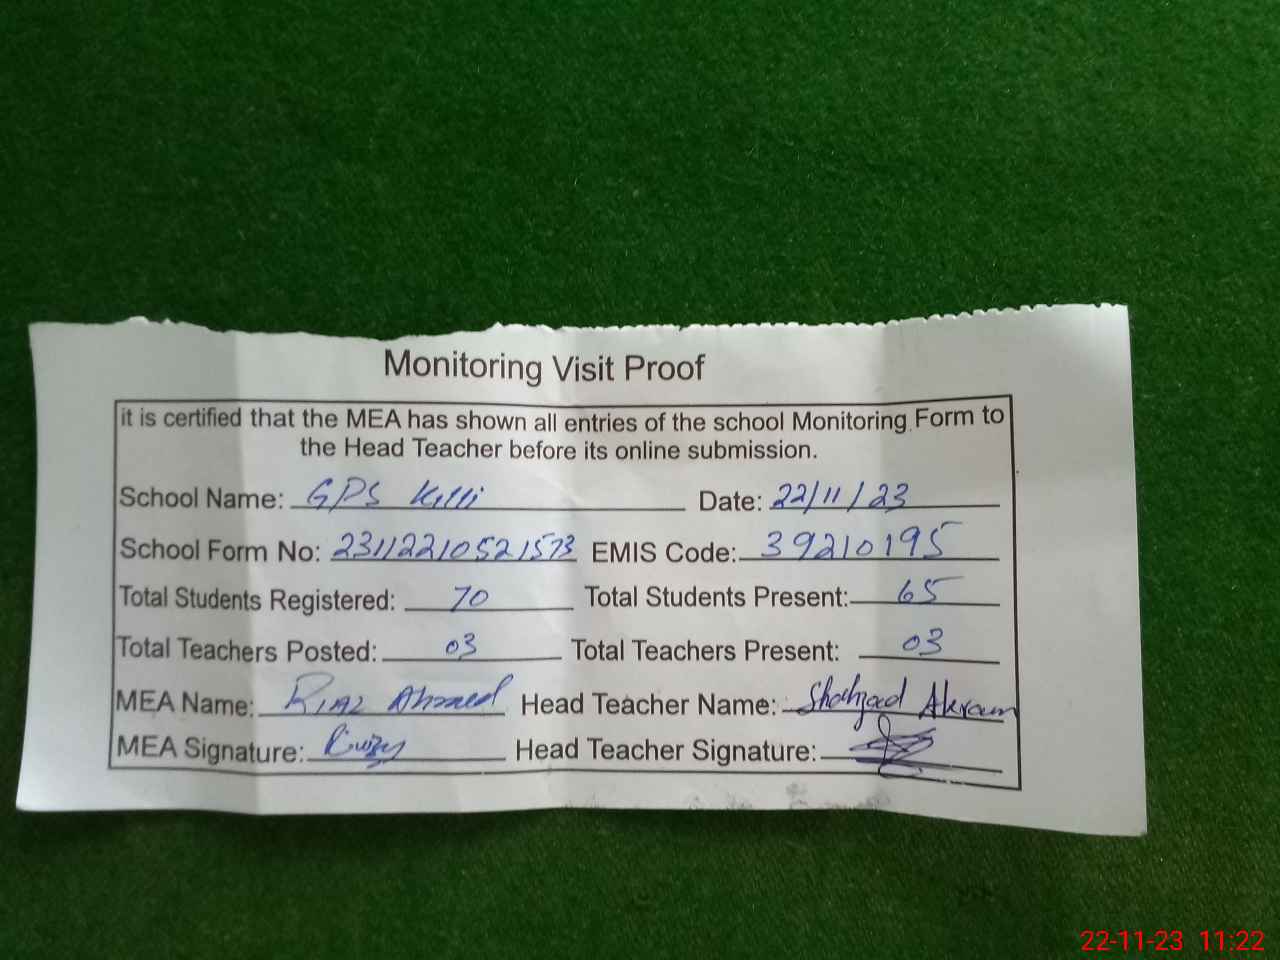 Monitoring Visit Proof
it is certified that the MEA has shown all entries of the school Monitoring Form to
the Head Teacher before its online submission.
School Name: GPS Killi Date: 22/11/23
School Form No: 23112210521573 EMIS Code: 39210195
Total Students Registered: 70 Total Students Present: 65
Total Teachers Posted: 03 Total Teachers Present: 03
MEA Name: Riaz Ahmed Head Teacher Name: Shahzad Akram
MEA Signature: Head Teacher Signature:
22-11-23 11:22